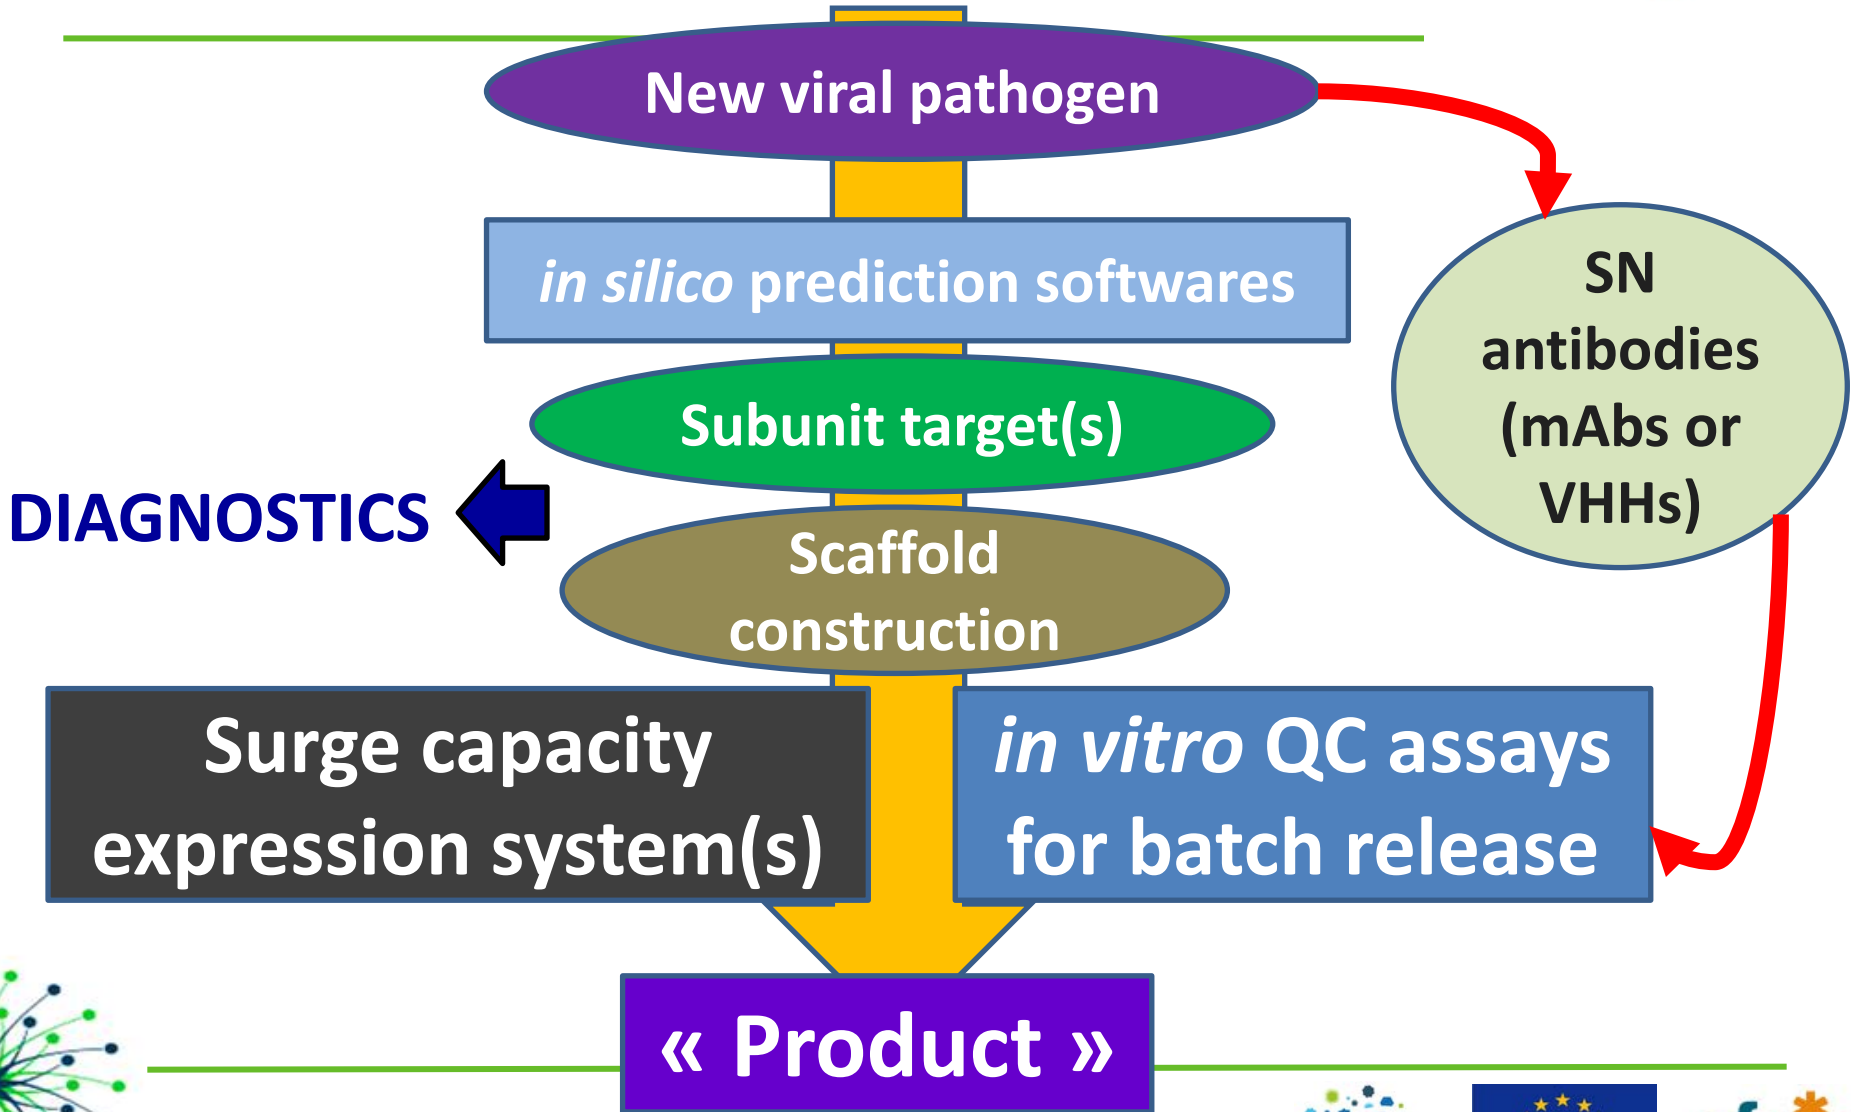 New viral pathogen
in silico prediction softwares
SN
antibodies
(mAbs or
VHHs)
Subunit target(s)
DIAGNOSTICS
Scaffold
construction
Surge capacity
expression system(s)
in vitro QC assays
for batch release
« Product »